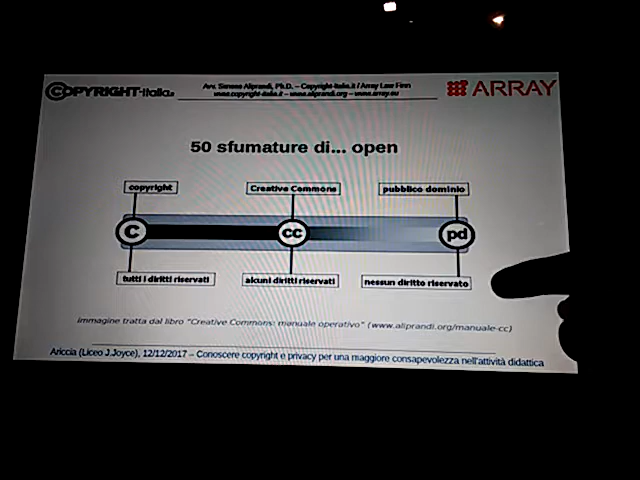 COPYRIGHT-Italia.it
Avv. Simone Aliprandi, Ph.D. – Copyright-Italia.it / Array Law Firm
www.copyright-italia.it – www.aliprandi.org – www.array.eu
ARRAY
50 sfumature di... open
copyright
Creative Commons
pubblico dominio
C
cc
pd
tutti i diritti riservati
alcuni diritti riservati
nessun diritto riservato
immagine tratta dal libro "Creative Commons: manuale operativo" (www.aliprandi.org/manuale-cc)
Ariccia (Liceo J.Joyce), 12/12/2017 – Conoscere copyright e privacy per una maggiore consapevolezza nell'attività didattica